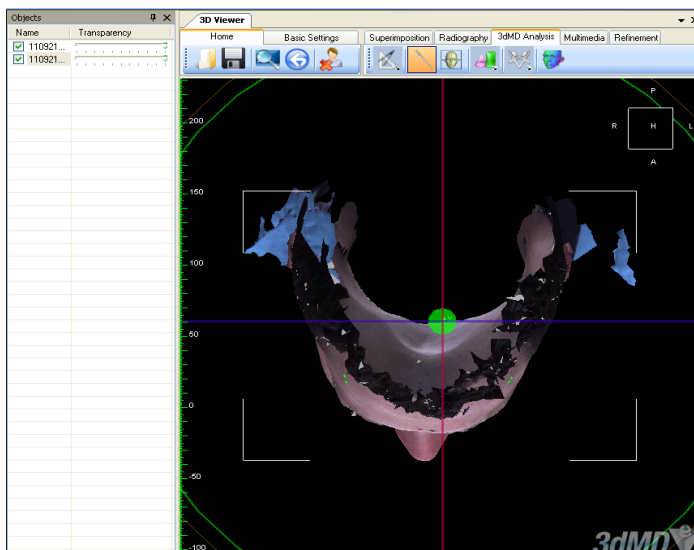 Objects
Name Transparency
110921...
110921...
3D Viewer
Home Basic Settings Superimposition Radiography 3dMD Analysis Multimedia Refinement
P
R H L
A
200
150
100
50
0
-50
-100
3dMD